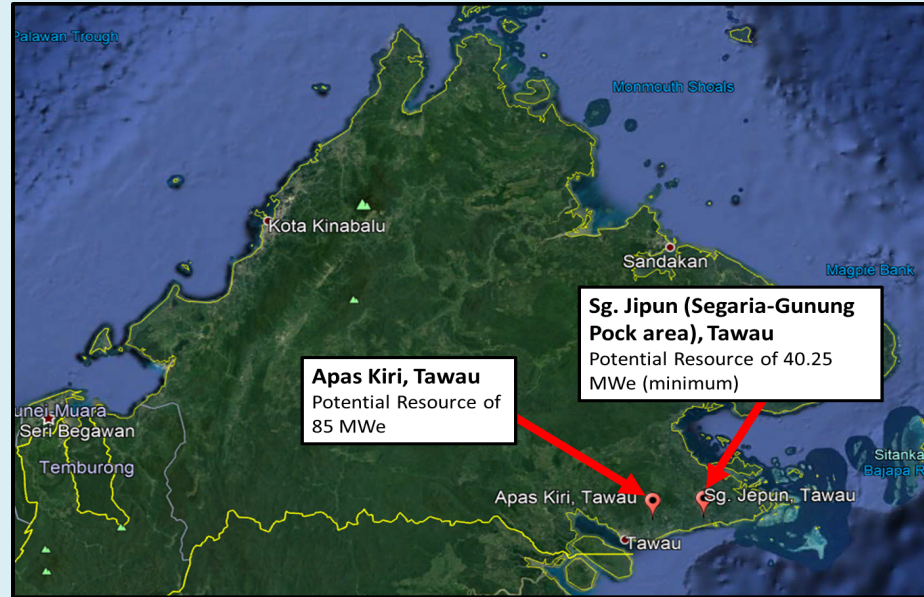 Palawan Trough
Monmouth Shoals
Kota Kinabalu
Sandakan
Magpie Bank
Sg. Jipun (Segaria-Gunung
Pock area), Tawau
Potential Resource of 40.25
MWe (minimum)
Apas Kiri, Tawau
Potential Resource of
85 MWe
unei-Muara
Seri Begawan
Temburong
Sitanka
Bajapa R
Apas Kiri, Tawau
Sg. Jepun, Tawau
Tawau